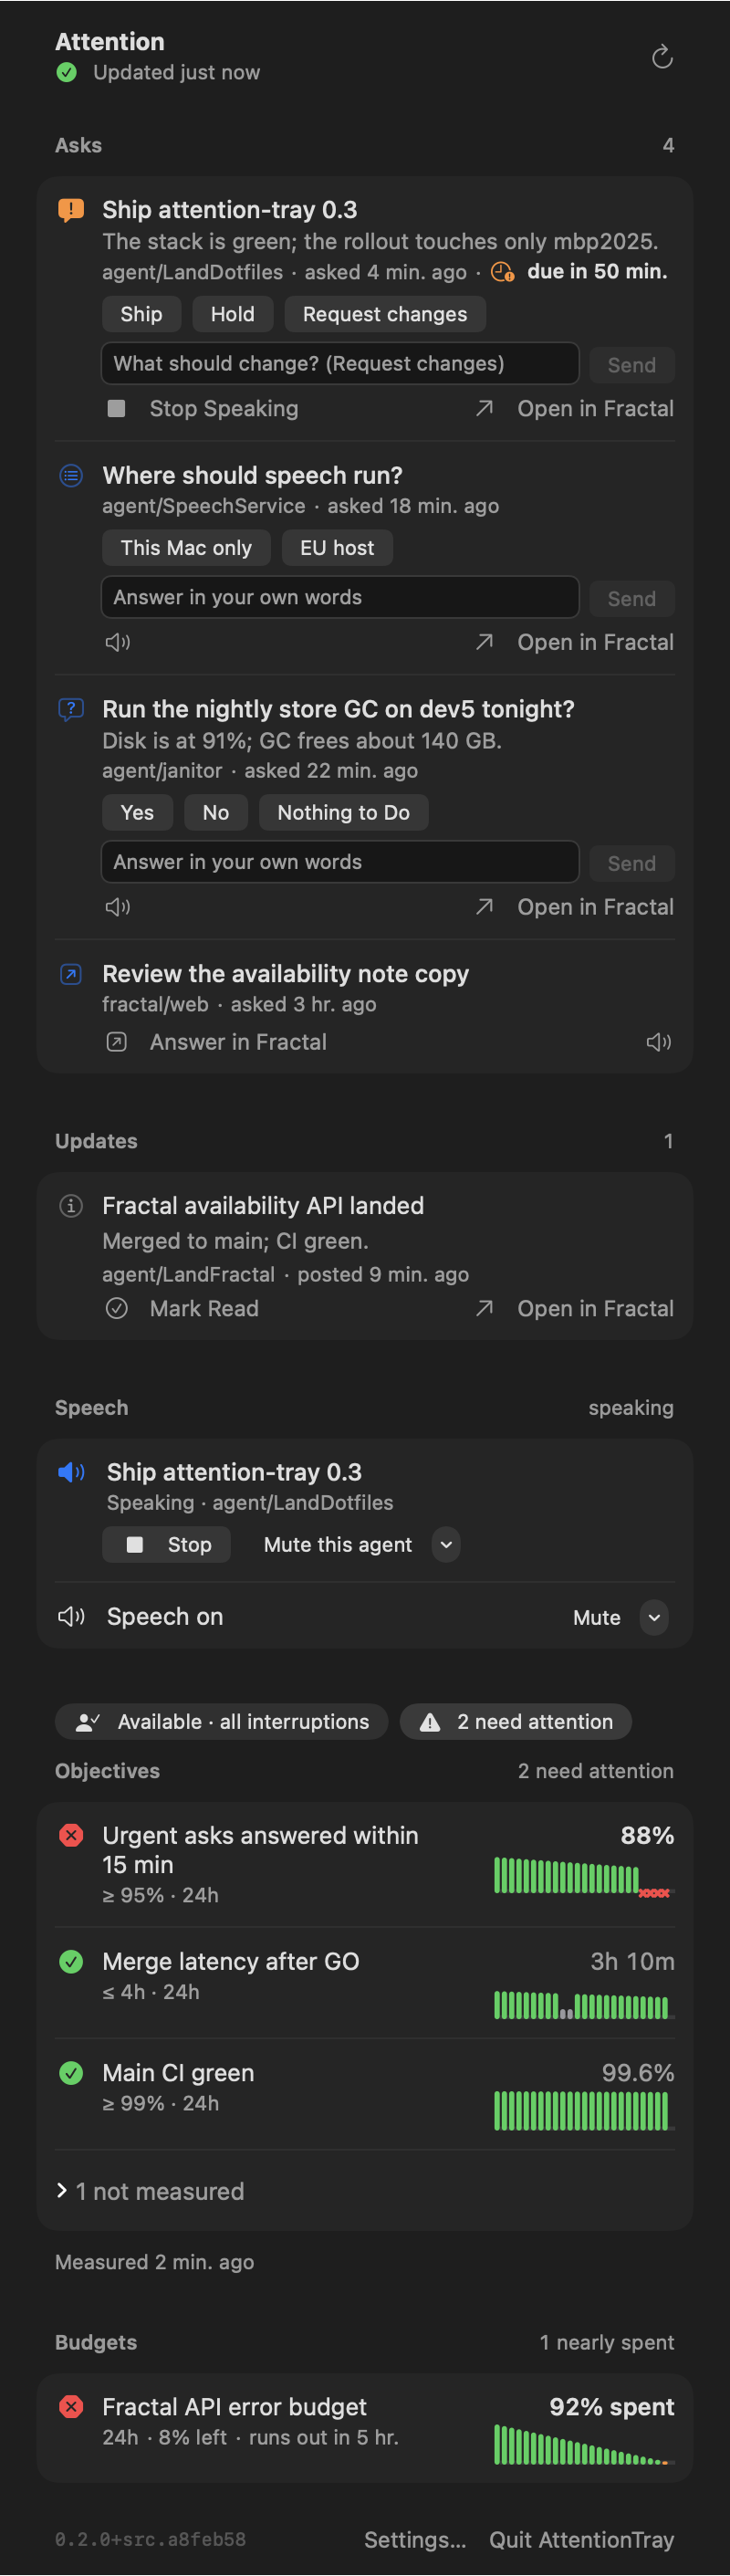 Attention
Updated just now
Asks 4
Ship attention-tray 0.3
The stack is green; the rollout touches only mbp2025.
agent/LandDotfiles · asked 4 min. ago · due in 50 min.
Ship Hold Request changes
What should change? (Request changes) Send
Stop Speaking Open in Fractal
Where should speech run?
agent/SpeechService · asked 18 min. ago
This Mac only EU host
Answer in your own words Send
Open in Fractal
Run the nightly store GC on dev5 tonight?
Disk is at 91%; GC frees about 140 GB.
agent/janitor · asked 22 min. ago
Yes No Nothing to Do
Answer in your own words Send
Open in Fractal
Review the availability note copy
fractal/web · asked 3 hr. ago
Answer in Fractal
Updates 1
Fractal availability API landed
Merged to main; CI green.
agent/LandFractal · posted 9 min. ago
Mark Read Open in Fractal
Speech speaking
Ship attention-tray 0.3
Speaking · agent/LandDotfiles
Stop Mute this agent
Speech on Mute
Available · all interruptions 2 need attention
Objectives 2 need attention
Urgent asks answered within 88%
15 min
≥ 95% · 24h
Merge latency after GO 3h 10m
≤ 4h · 24h
Main CI green 99.6%
≥ 99% · 24h
1 not measured
Measured 2 min. ago
Budgets 1 nearly spent
Fractal API error budget 92% spent
24h · 8% left · runs out in 5 hr.
0.2.0+src.a8feb58 Settings... Quit AttentionTray